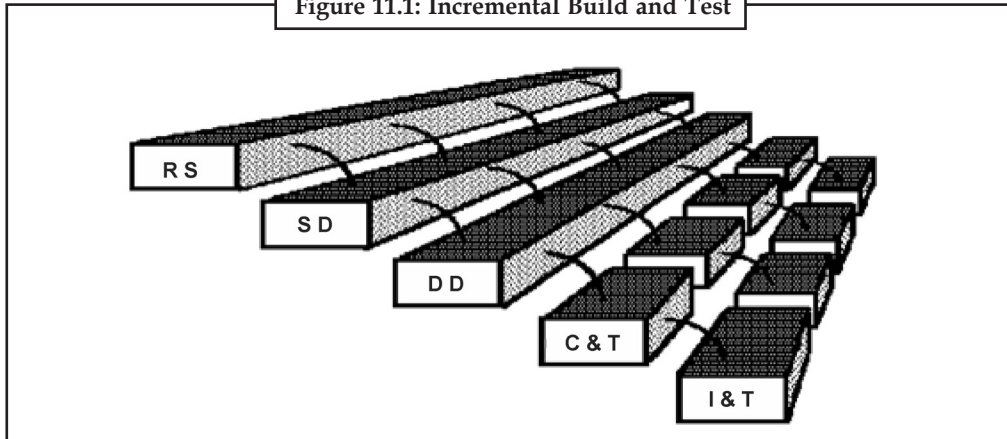 Figure 11.1: Incremental Build and Test
R S
S D
D D
C & T
I & T